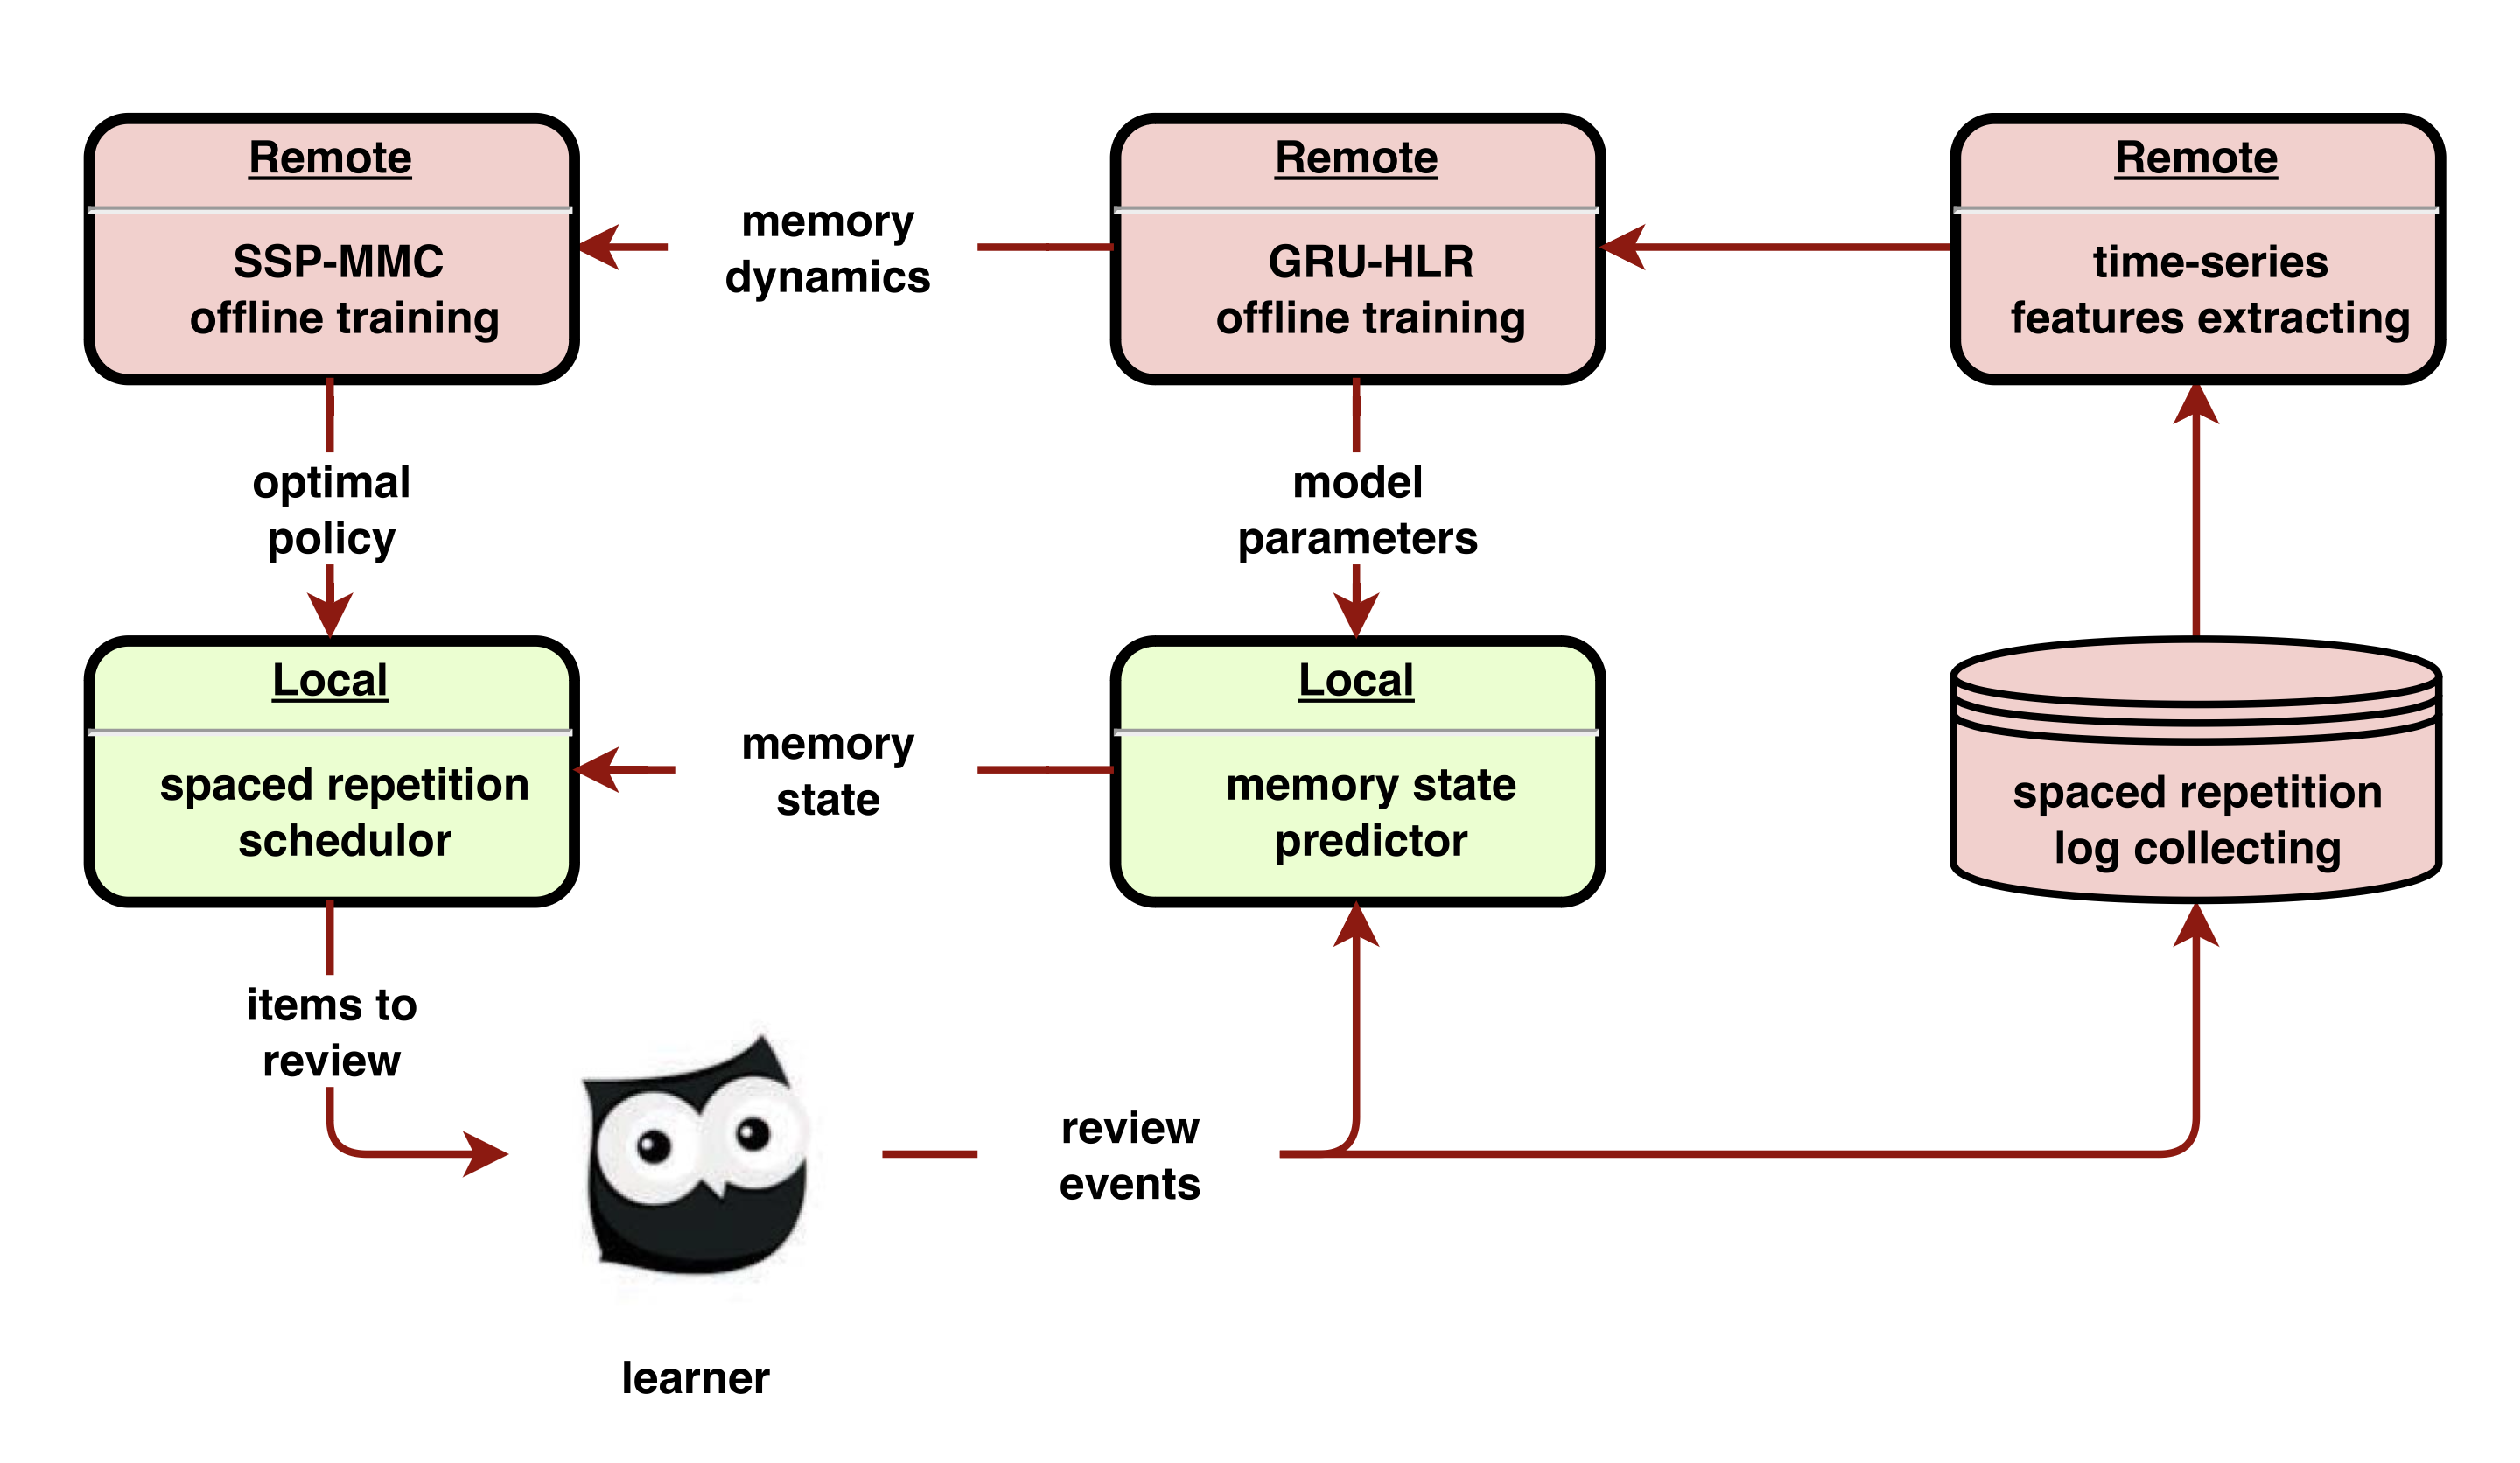 Remote
SSP-MMC
offline training
memory
dynamics
Remote
GRU-HLR
offline training
Remote
time-series
features extracting
optimal
policy
model
parameters
Local
spaced repetition
schedulor
memory
state
Local
memory state
predictor
spaced repetition
log collecting
items to
review
review
events
learner